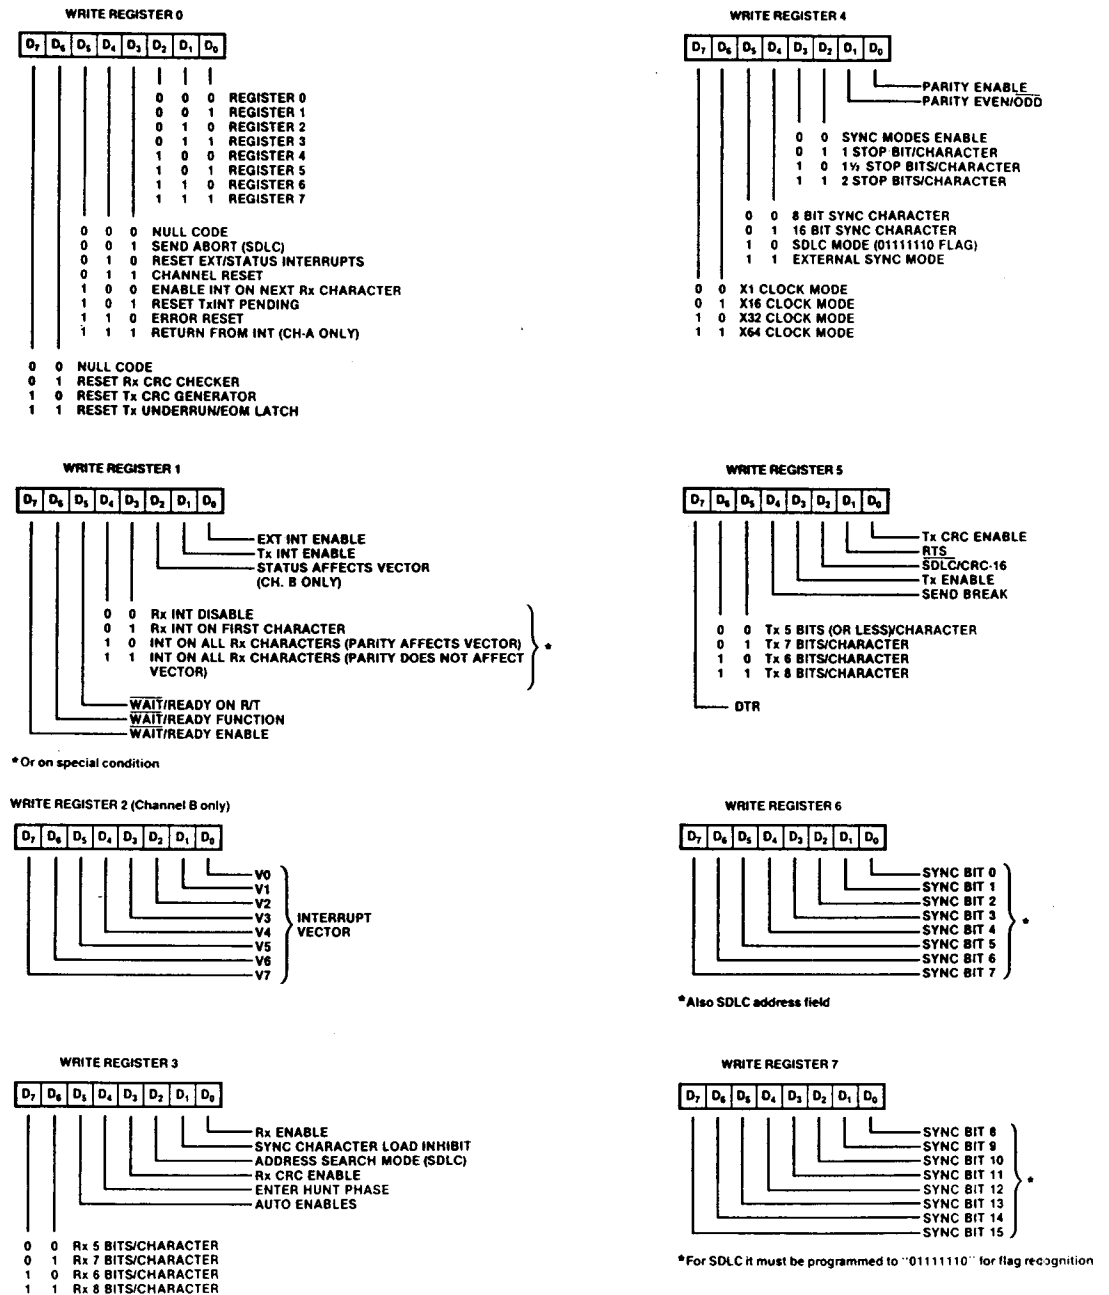 WRITE REGISTER 0
D7 D6 D5 D4 D3 D2 D1 D0
0 0 0 REGISTER 0
0 0 1 REGISTER 1
0 1 0 REGISTER 2
0 1 1 REGISTER 3
1 0 0 REGISTER 4
1 0 1 REGISTER 5
1 1 0 REGISTER 6
1 1 1 REGISTER 7
0 0 0 NULL CODE
0 0 1 SEND ABORT (SDLC)
0 1 0 RESET EXT/STATUS INTERRUPTS
0 1 1 CHANNEL RESET
1 0 0 ENABLE INT ON NEXT Rx CHARACTER
1 0 1 RESET TxINT PENDING
1 1 0 ERROR RESET
1 1 1 RETURN FROM INT (CH-A ONLY)
0 0 NULL CODE
0 1 RESET Rx CRC CHECKER
1 0 RESET Tx CRC GENERATOR
1 1 RESET Tx UNDERRUN/EOM LATCH
WRITE REGISTER 1
D7 D6 D5 D4 D3 D2 D1 D0
EXT INT ENABLE
Tx INT ENABLE
STATUS AFFECTS VECTOR
(CH. B ONLY)
0 0 Rx INT DISABLE
0 1 Rx INT ON FIRST CHARACTER
1 0 INT ON ALL Rx CHARACTERS (PARITY AFFECTS VECTOR)
1 1 INT ON ALL Rx CHARACTERS (PARITY DOES NOT AFFECT
VECTOR)
*
WAIT/READY ON R/T
WAIT/READY FUNCTION
WAIT/READY ENABLE
* Or on special condition
WRITE REGISTER 2 (Channel B only)
D7 D6 D5 D4 D3 D2 D1 D0
V0
V1
V2
V3
V4
V5
V6
V7
INTERRUPT
VECTOR
WRITE REGISTER 3
D7 D6 D5 D4 D3 D2 D1 D0
Rx ENABLE
SYNC CHARACTER LOAD INHIBIT
ADDRESS SEARCH MODE (SDLC)
Rx CRC ENABLE
ENTER HUNT PHASE
AUTO ENABLES
0 0 Rx 5 BITS/CHARACTER
0 1 Rx 7 BITS/CHARACTER
1 0 Rx 6 BITS/CHARACTER
1 1 Rx 8 BITS/CHARACTER
WRITE REGISTER 4
D7 D6 D5 D4 D3 D2 D1 D0
PARITY ENABLE
PARITY EVEN/ODD
0 0 SYNC MODES ENABLE
0 1 1 STOP BIT/CHARACTER
1 0 1½ STOP BITS/CHARACTER
1 1 2 STOP BITS/CHARACTER
0 0 8 BIT SYNC CHARACTER
0 1 16 BIT SYNC CHARACTER
1 0 SDLC MODE (01111110 FLAG)
1 1 EXTERNAL SYNC MODE
0 0 X1 CLOCK MODE
0 1 X16 CLOCK MODE
1 0 X32 CLOCK MODE
1 1 X64 CLOCK MODE
WRITE REGISTER 5
D7 D6 D5 D4 D3 D2 D1 D0
Tx CRC ENABLE
RTS
SDLC/CRC-16
Tx ENABLE
SEND BREAK
0 0 Tx 5 BITS (OR LESS)/CHARACTER
0 1 Tx 7 BITS/CHARACTER
1 0 Tx 6 BITS/CHARACTER
1 1 Tx 8 BITS/CHARACTER
DTR
WRITE REGISTER 6
D7 D6 D5 D4 D3 D2 D1 D0
SYNC BIT 0
SYNC BIT 1
SYNC BIT 2
SYNC BIT 3
SYNC BIT 4
SYNC BIT 5
SYNC BIT 6
SYNC BIT 7
*
*Also SDLC address field
WRITE REGISTER 7
D7 D6 D5 D4 D3 D2 D1 D0
SYNC BIT 8
SYNC BIT 9
SYNC BIT 10
SYNC BIT 11
SYNC BIT 12
SYNC BIT 13
SYNC BIT 14
SYNC BIT 15
*
*For SDLC it must be programmed to "01111110" for flag recognition